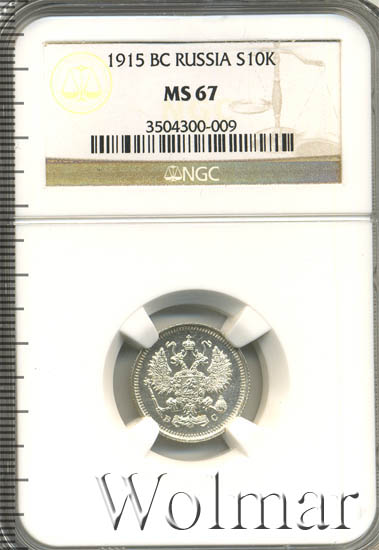 1915 BC RUSSIA S10K
MS 67
3504300-009
NGC
В С
Wolmar